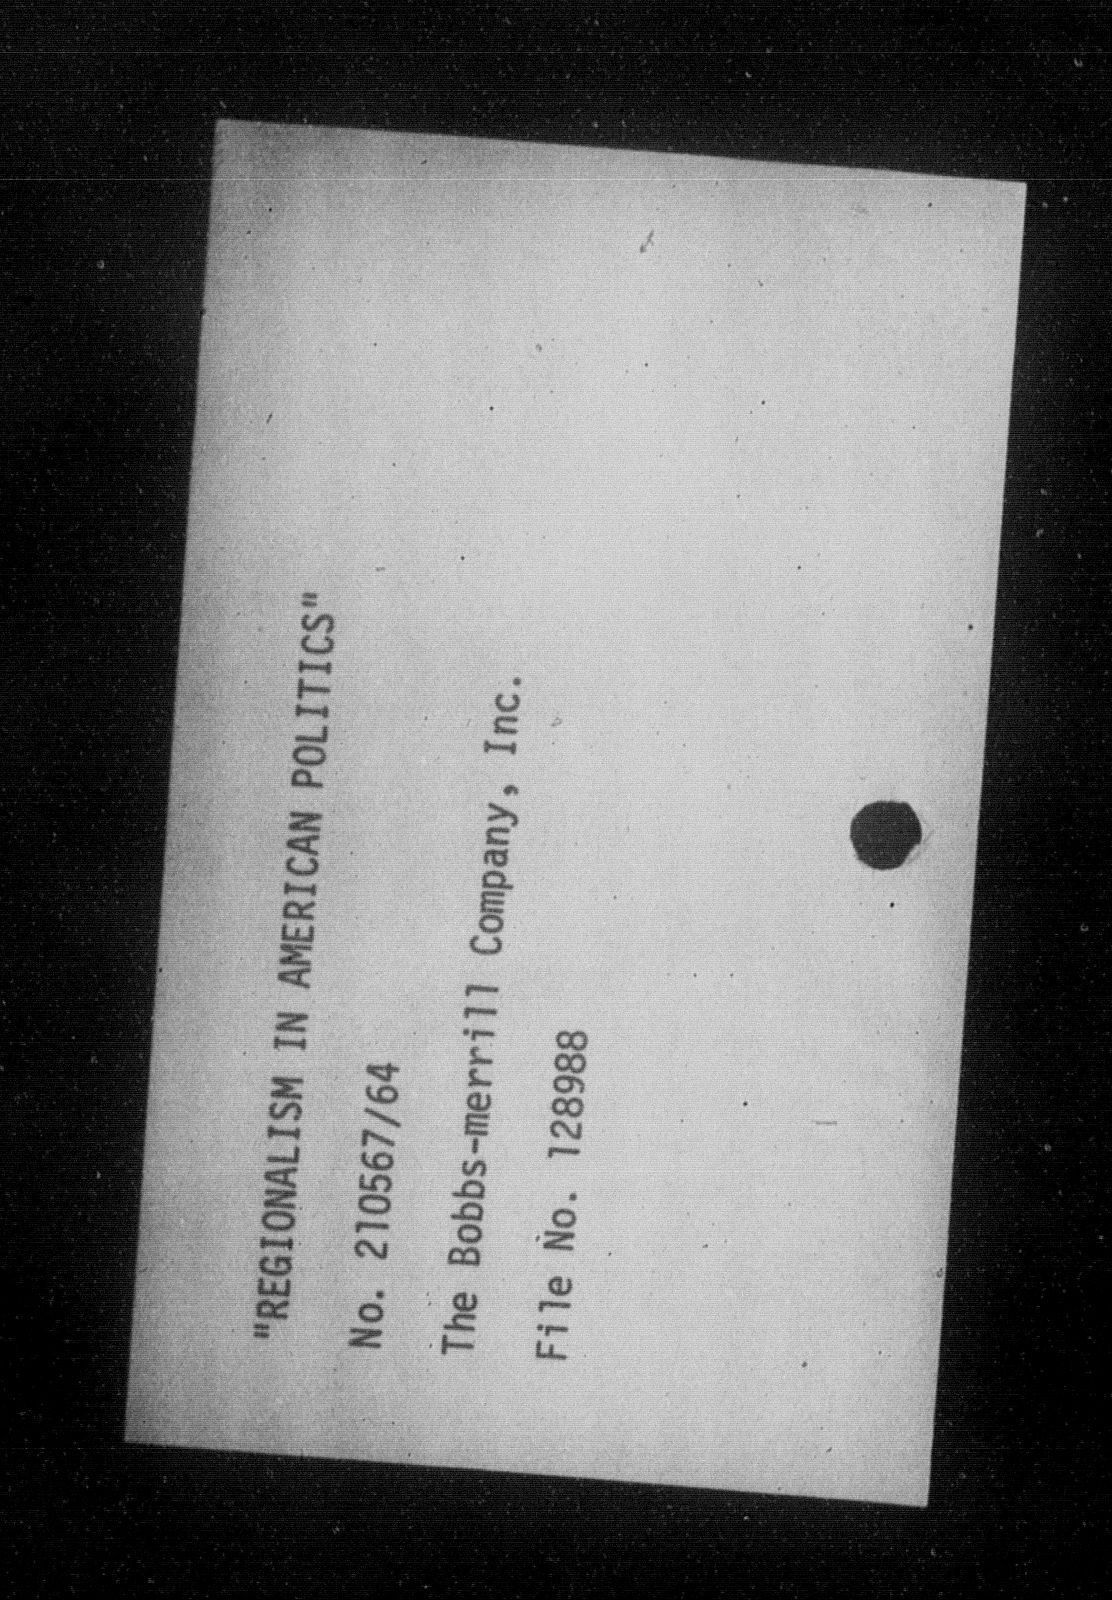 "REGIONALISM IN AMERICAN POLITICS"
No. 210567/64
The Bobbs-merrill Company, Inc.
File No. 128988